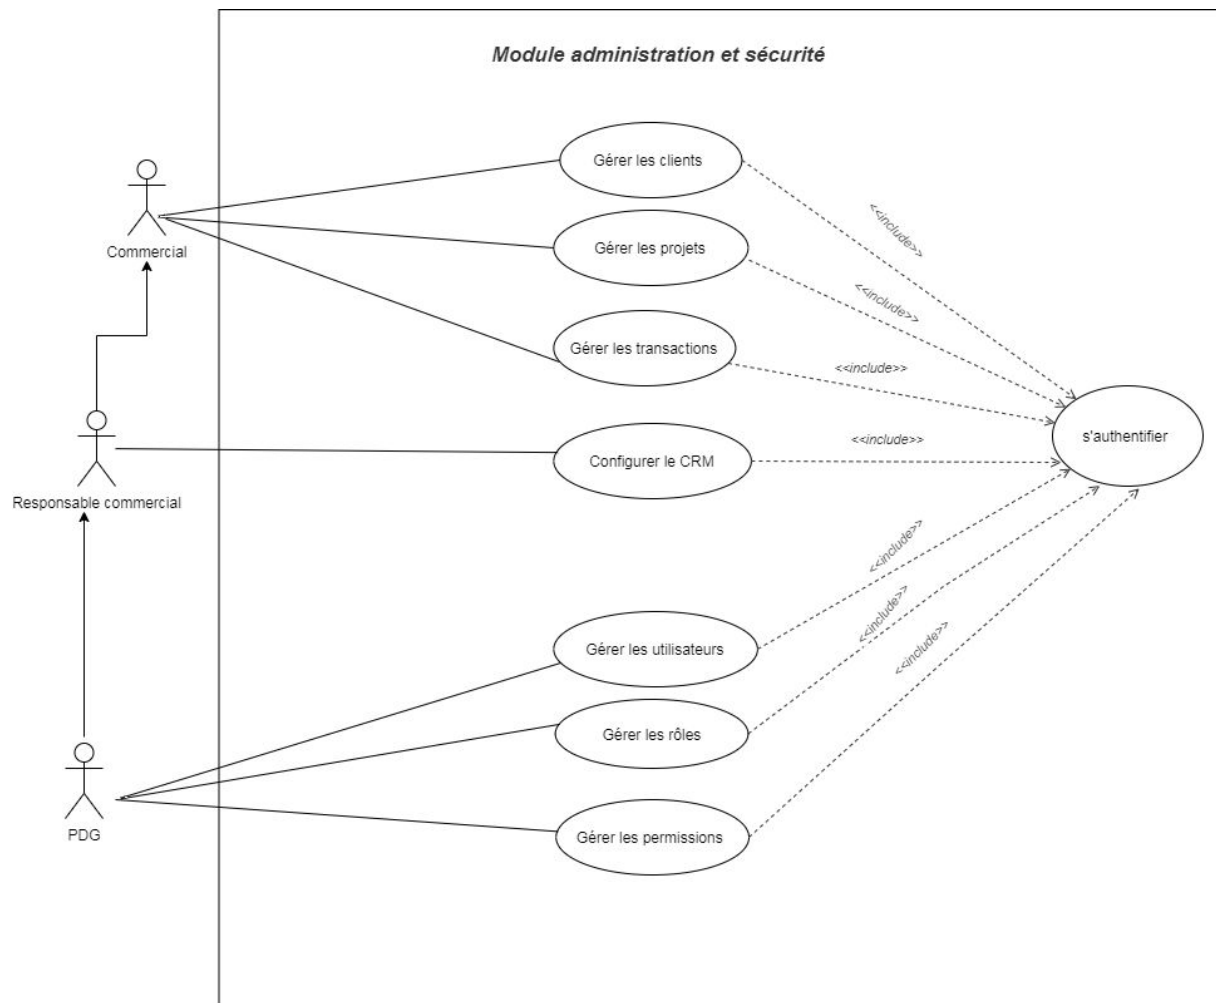 Module administration et sécurité
Gérer les clients
<<include>>
Commercial
Gérer les projets
<<include>>
Gérer les transactions
<<include>>
s'authentifier
Configurer le CRM
<<include>>
Responsable commercial
<<include>>
Gérer les utilisateurs
<<include>>
<<include>>
Gérer les rôles
PDG
Gérer les permissions